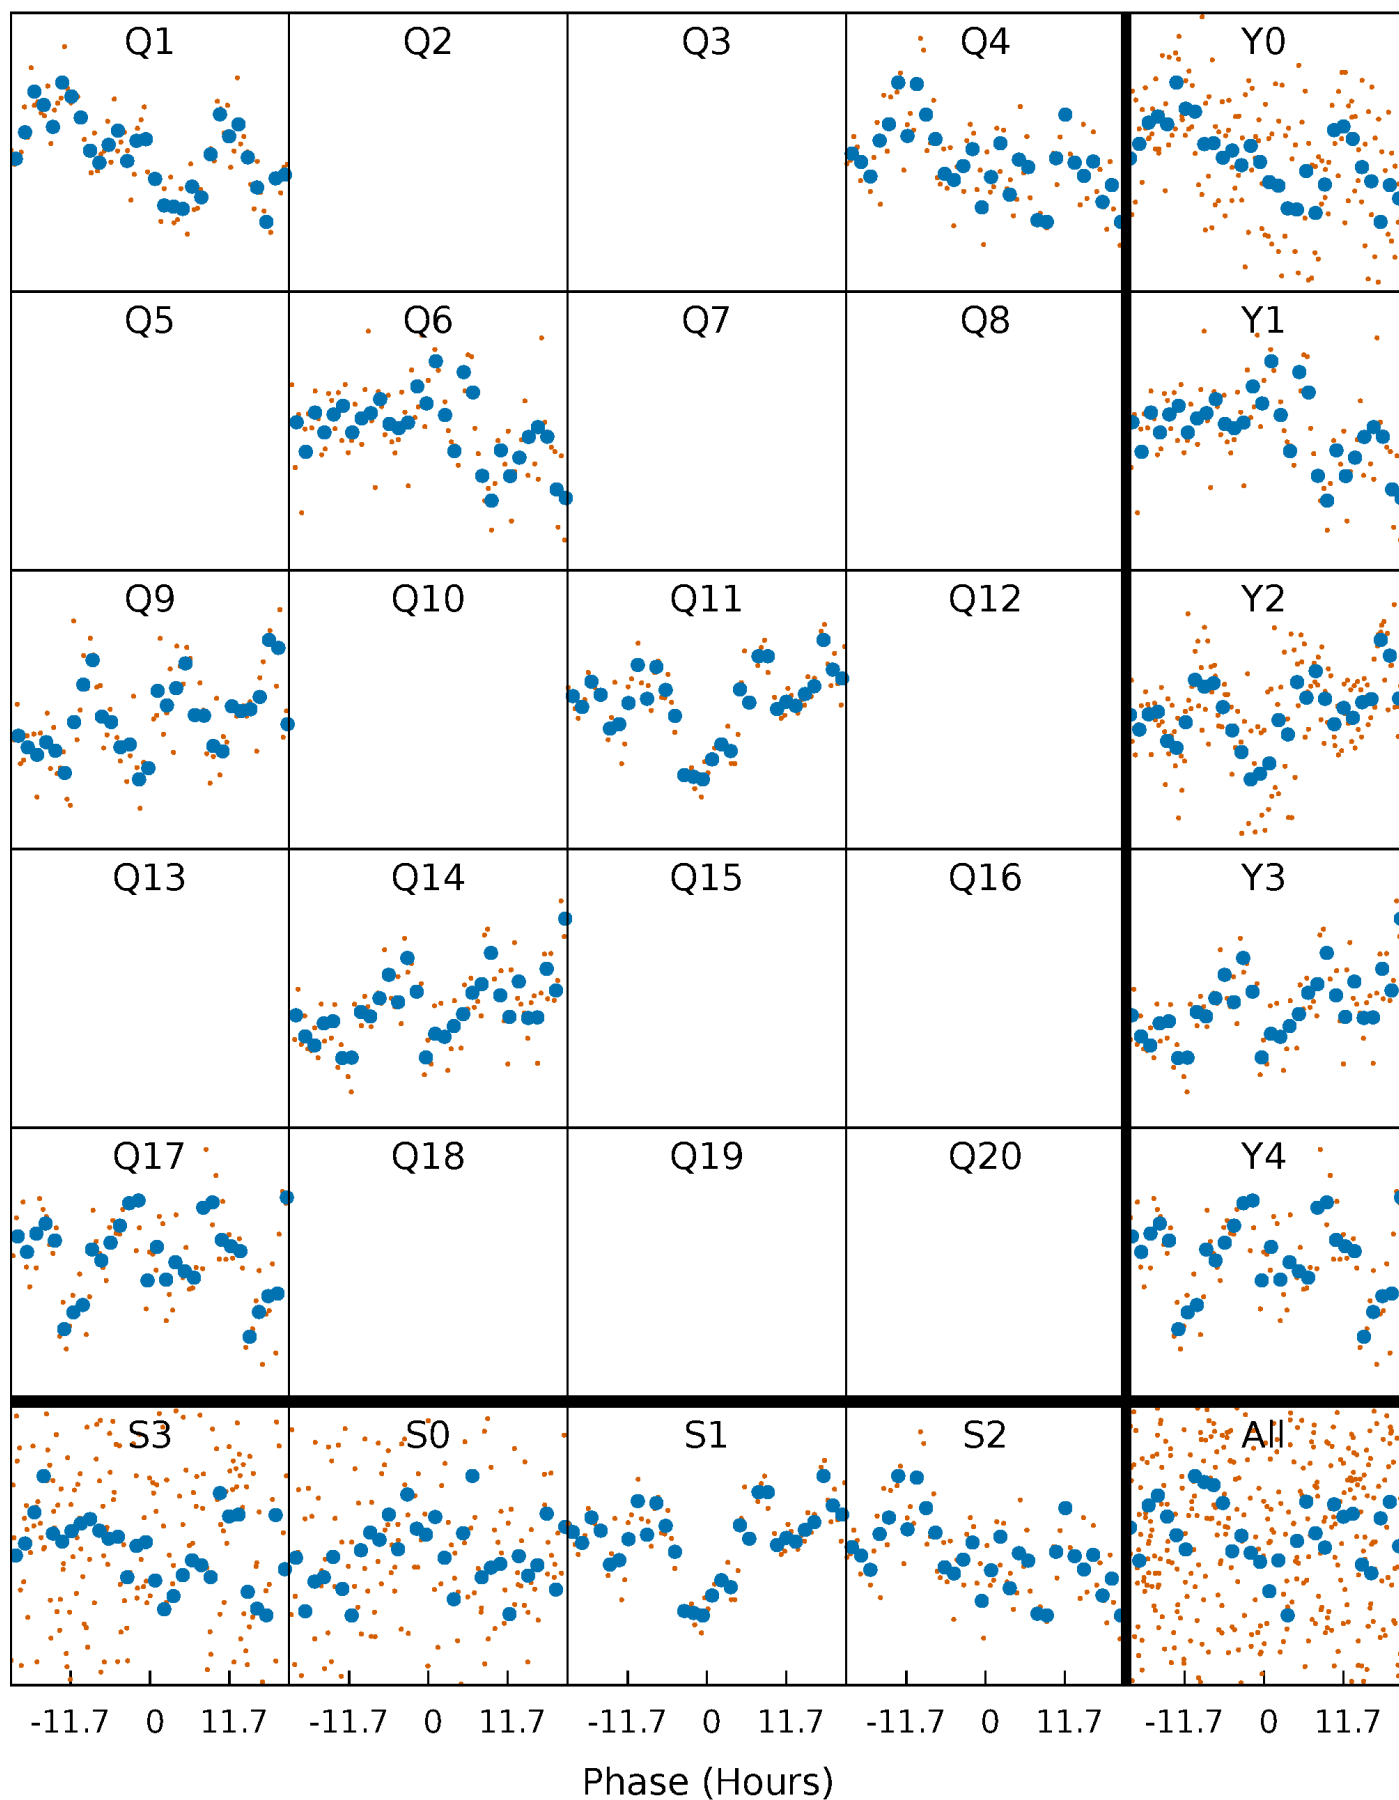 Q1 Q2 Q3 Q4 Y0
Q5 Q6 Q7 Q8 Y1
Q9 Q10 Q11 Q12 Y2
Q13 Q14 Q15 Q16 Y3
Q17 Q18 Q19 Q20 Y4
S3 S0 S1 S2 All
-11.7 0 11.7 -11.7 0 11.7 -11.7 0 11.7 -11.7 0 11.7 -11.7 0 11.7
Phase (Hours)